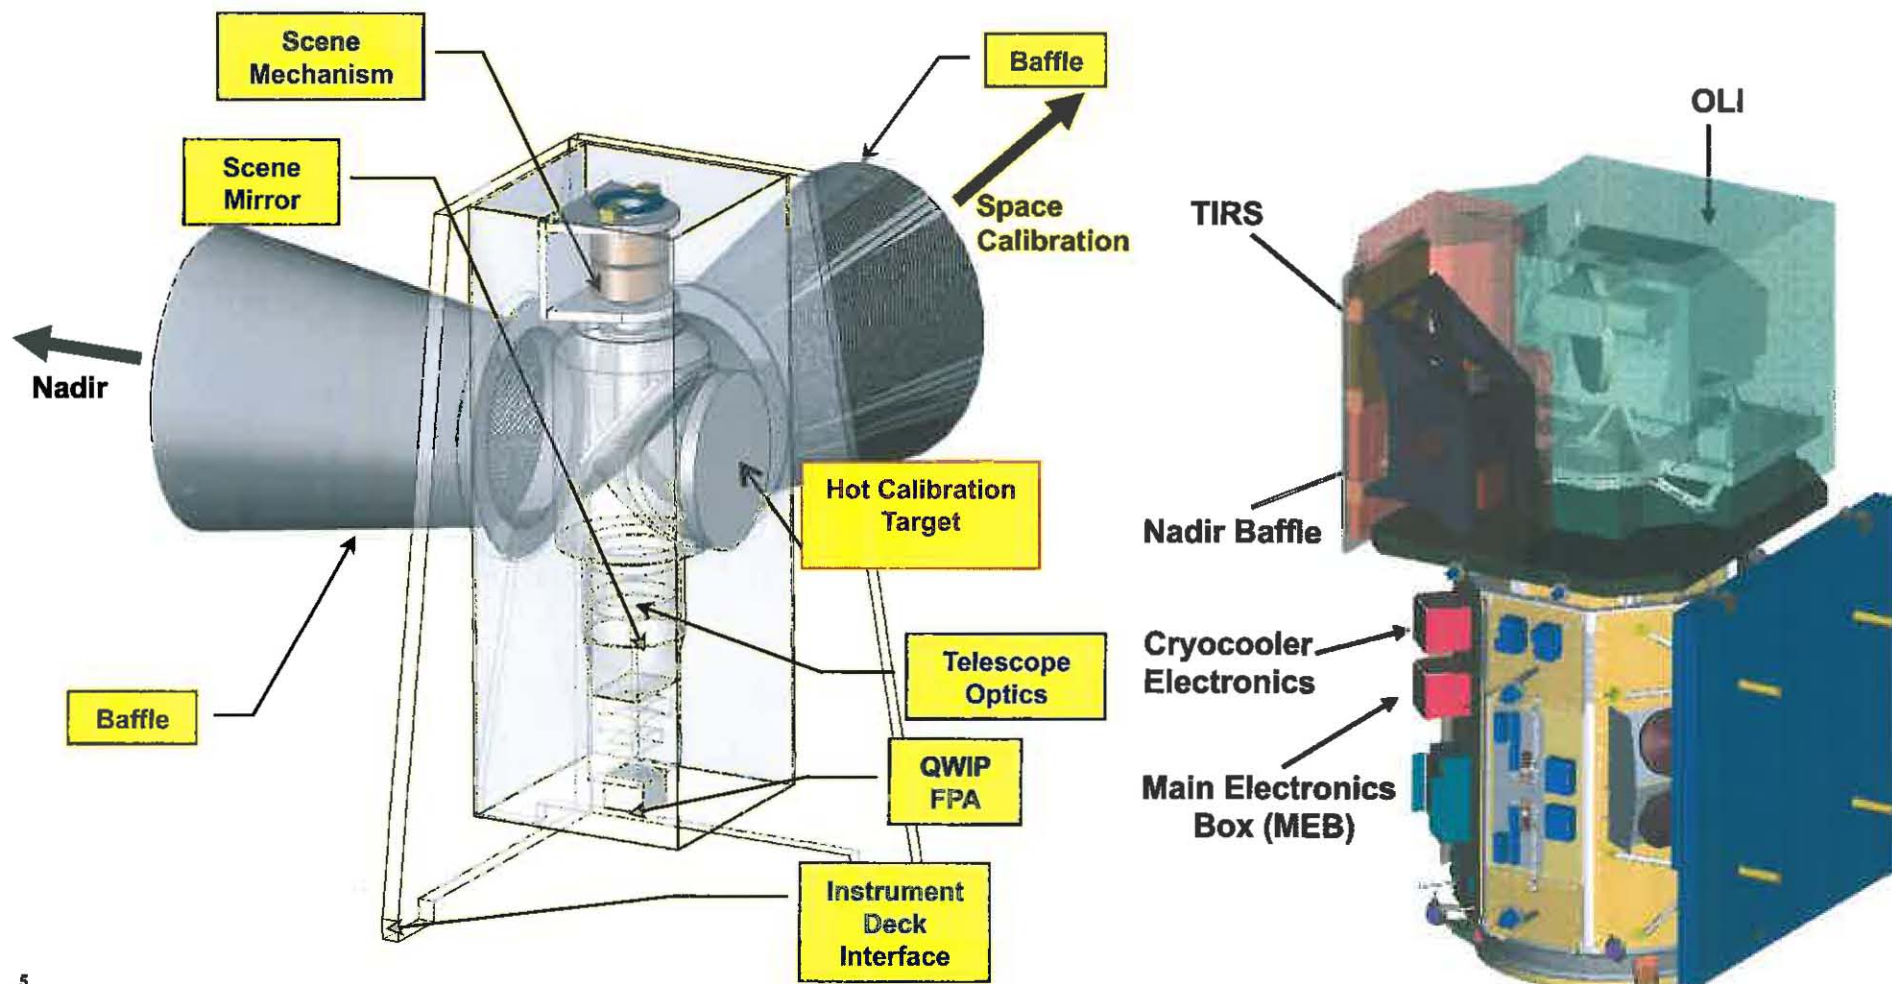 Scene
Mechanism
Baffle
OLI
Scene
Mirror
Space
Calibration
TIRS
Nadir
Hot Calibration
Target
Nadir Baffle
Cryocooler
Electronics
Telescope
Optics
Baffle
QWIP
FPA
Main Electronics
Box (MEB)
Instrument
Deck
Interface
5